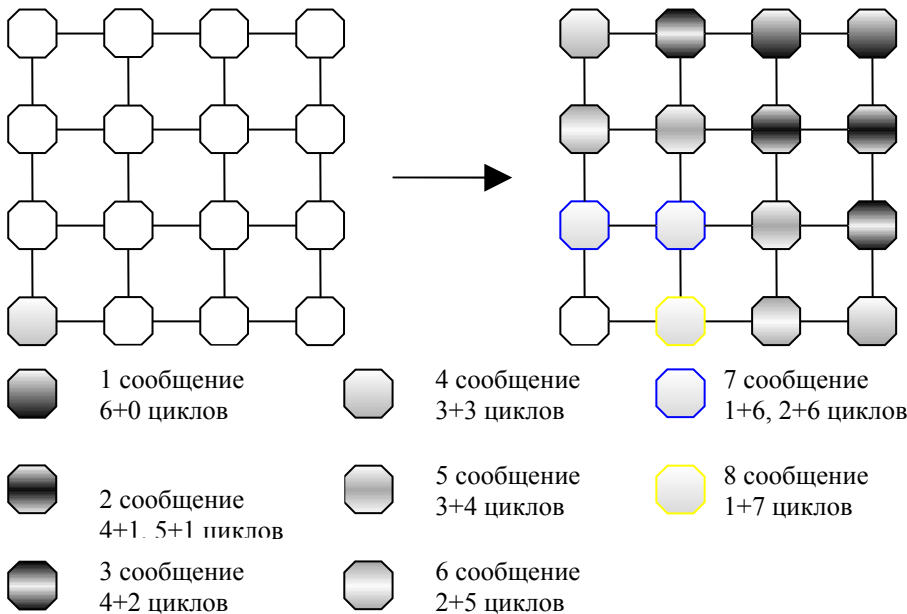 1 сообщение
6+0 циклов
4 сообщение
3+3 циклов
7 сообщение
1+6, 2+6 циклов
2 сообщение
4+1, 5+1 циклов
5 сообщение
3+4 циклов
8 сообщение
1+7 циклов
3 сообщение
4+2 циклов
6 сообщение
2+5 циклов